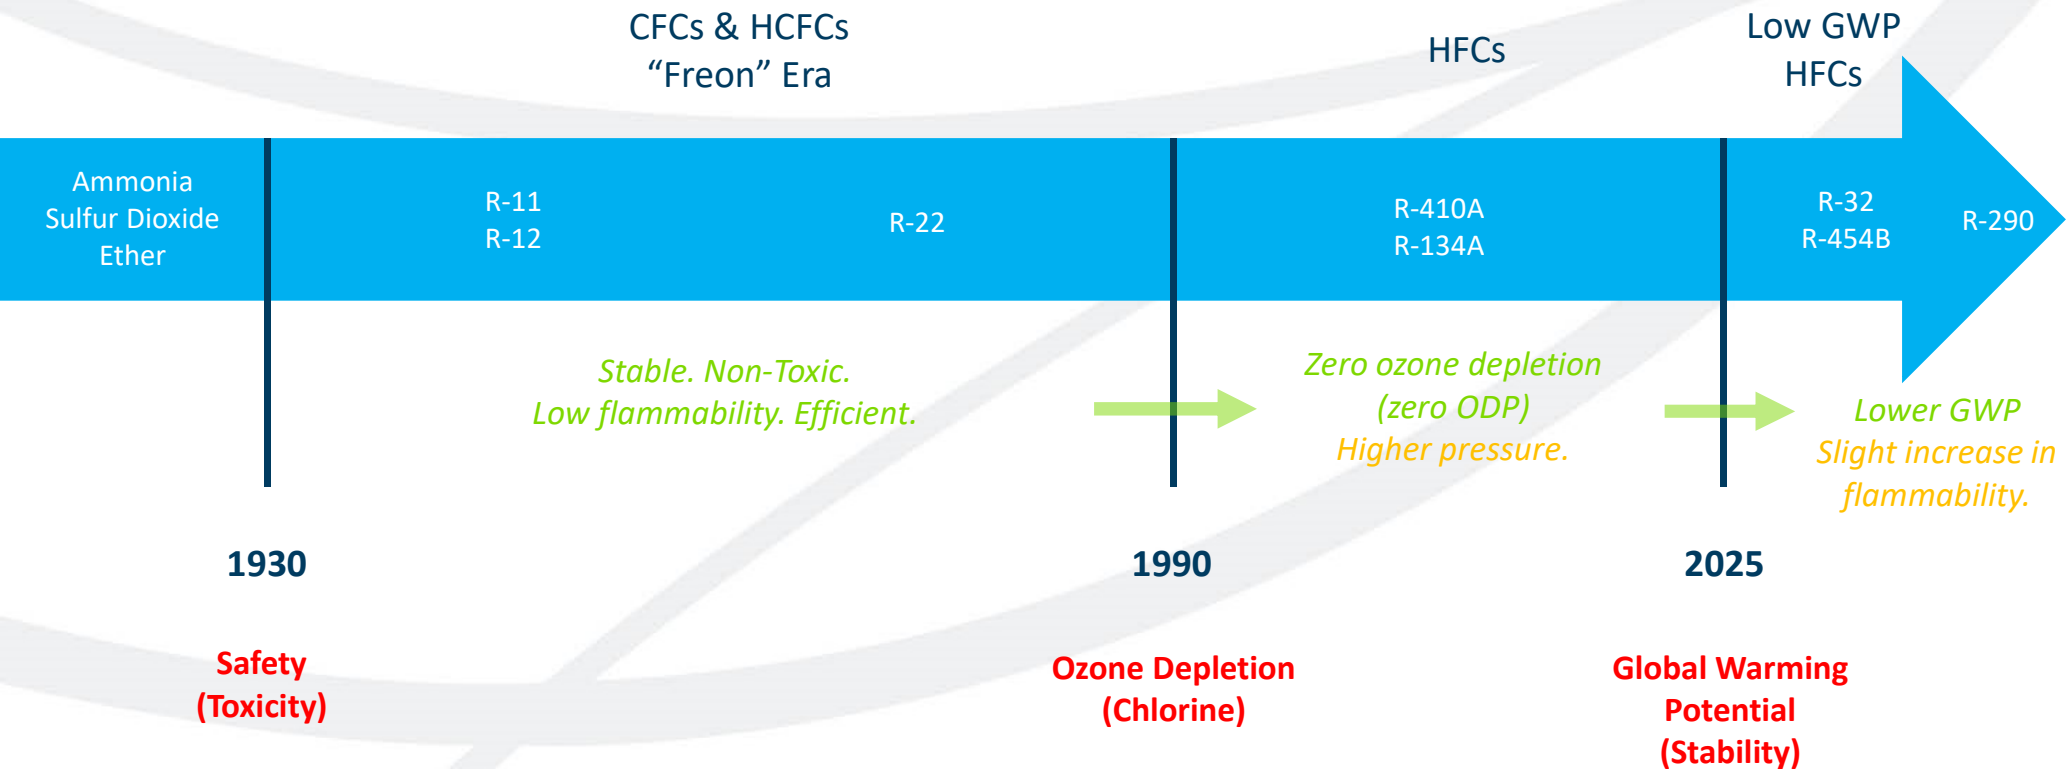 CFCs & HCFCs
“Freon” Era
HFCs
Low GWP
HFCs
Ammonia
Sulfur Dioxide
Ether
R-11
R-12
R-22
R-410A
R-134A
R-32
R-454B
R-290
Stable. Non-Toxic.
Low flammability. Efficient.
Zero ozone depletion
(zero ODP)
Higher pressure.
Lower GWP
Slight increase in
flammability.
1930
1990
2025
Safety
(Toxicity)
Ozone Depletion
(Chlorine)
Global Warming
Potential
(Stability)